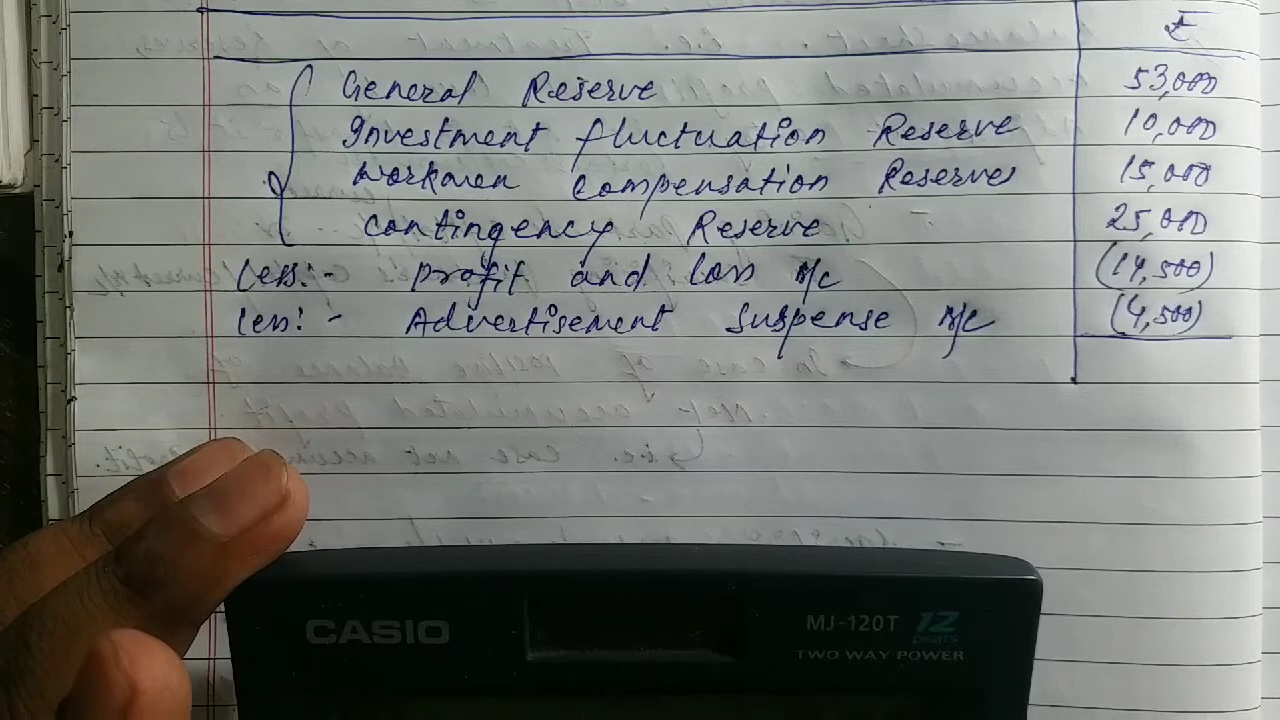 ₹
General Reserve 53,000
Investment fluctuation Reserve 10,000
Workmen compensation Reserves 15,000
Contingency Reserve 25,000
Less:- profit and loss A/c (14,500)
Less:- Advertisement Suspense A/c (4,500)
CASIO
MJ-120T 12 DIGITS
TWO WAY POWER